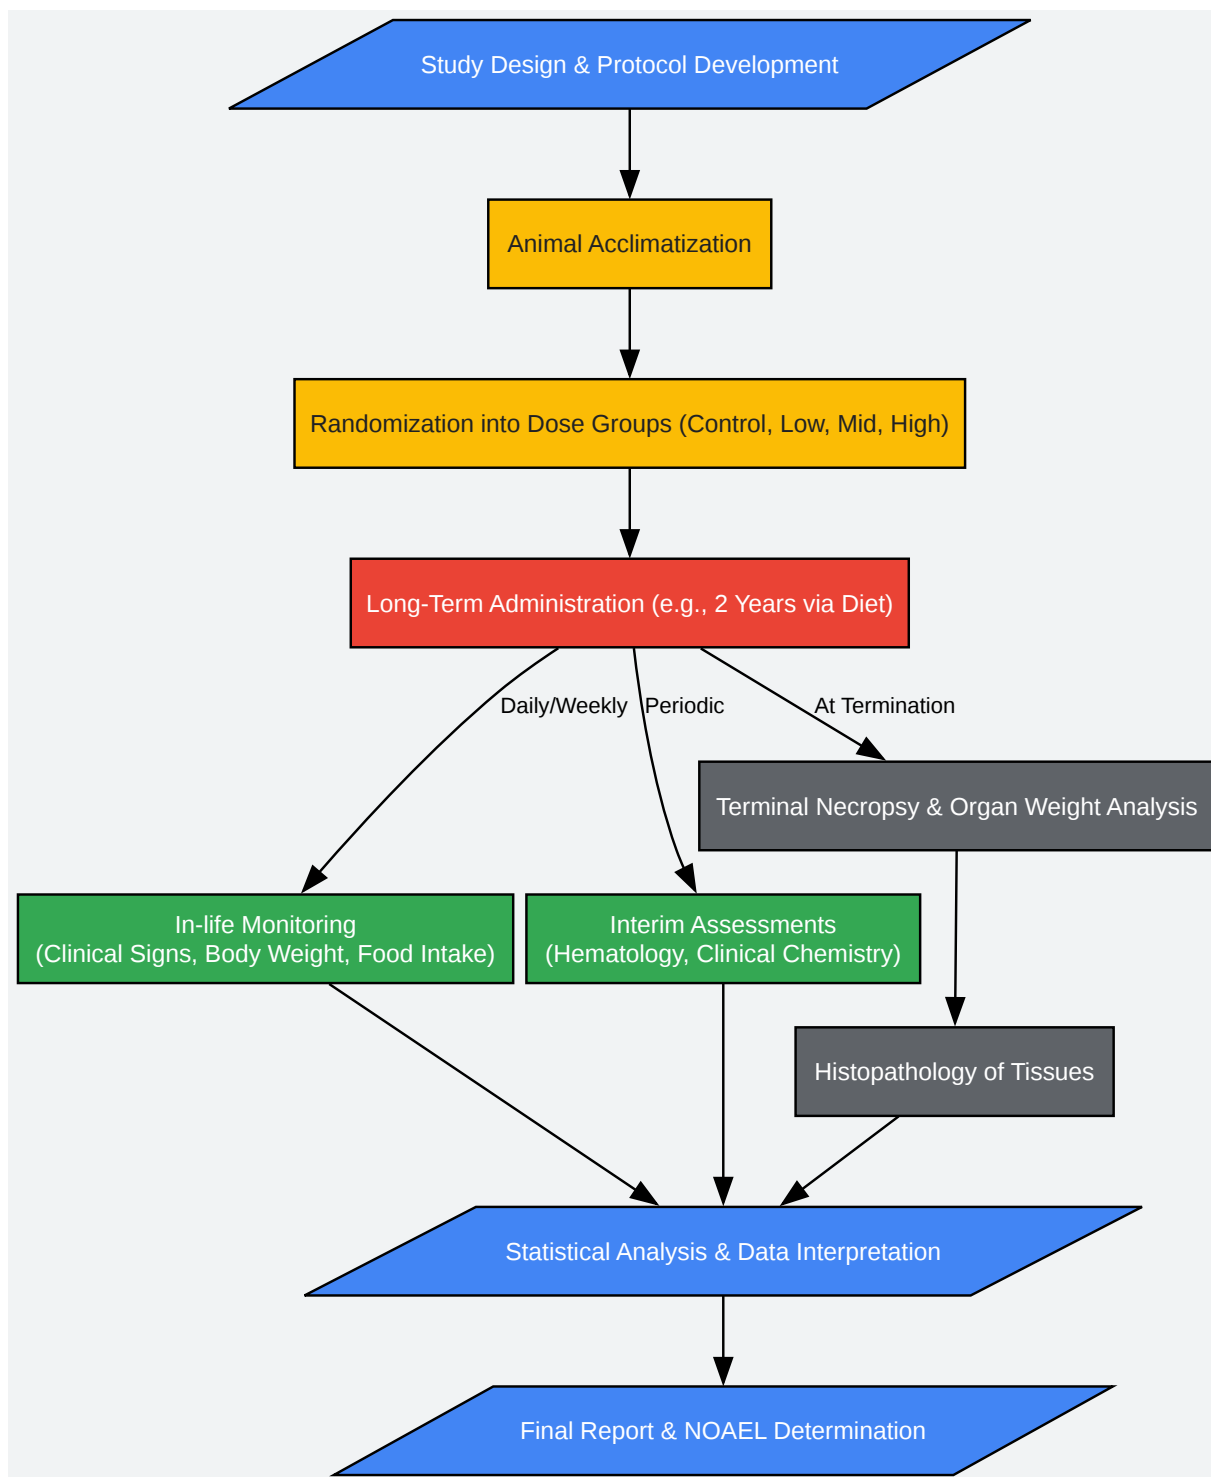 Study Design & Protocol Development
Animal Acclimatization
Randomization into Dose Groups (Control, Low, Mid, High)
Long-Term Administration (e.g., 2 Years via Diet)
Daily/Weekly
Periodic
At Termination
Terminal Necropsy & Organ Weight Analysis
In-life Monitoring
(Clinical Signs, Body Weight, Food Intake)
Interim Assessments
(Hematology, Clinical Chemistry)
Histopathology of Tissues
Statistical Analysis & Data Interpretation
Final Report & NOAEL Determination